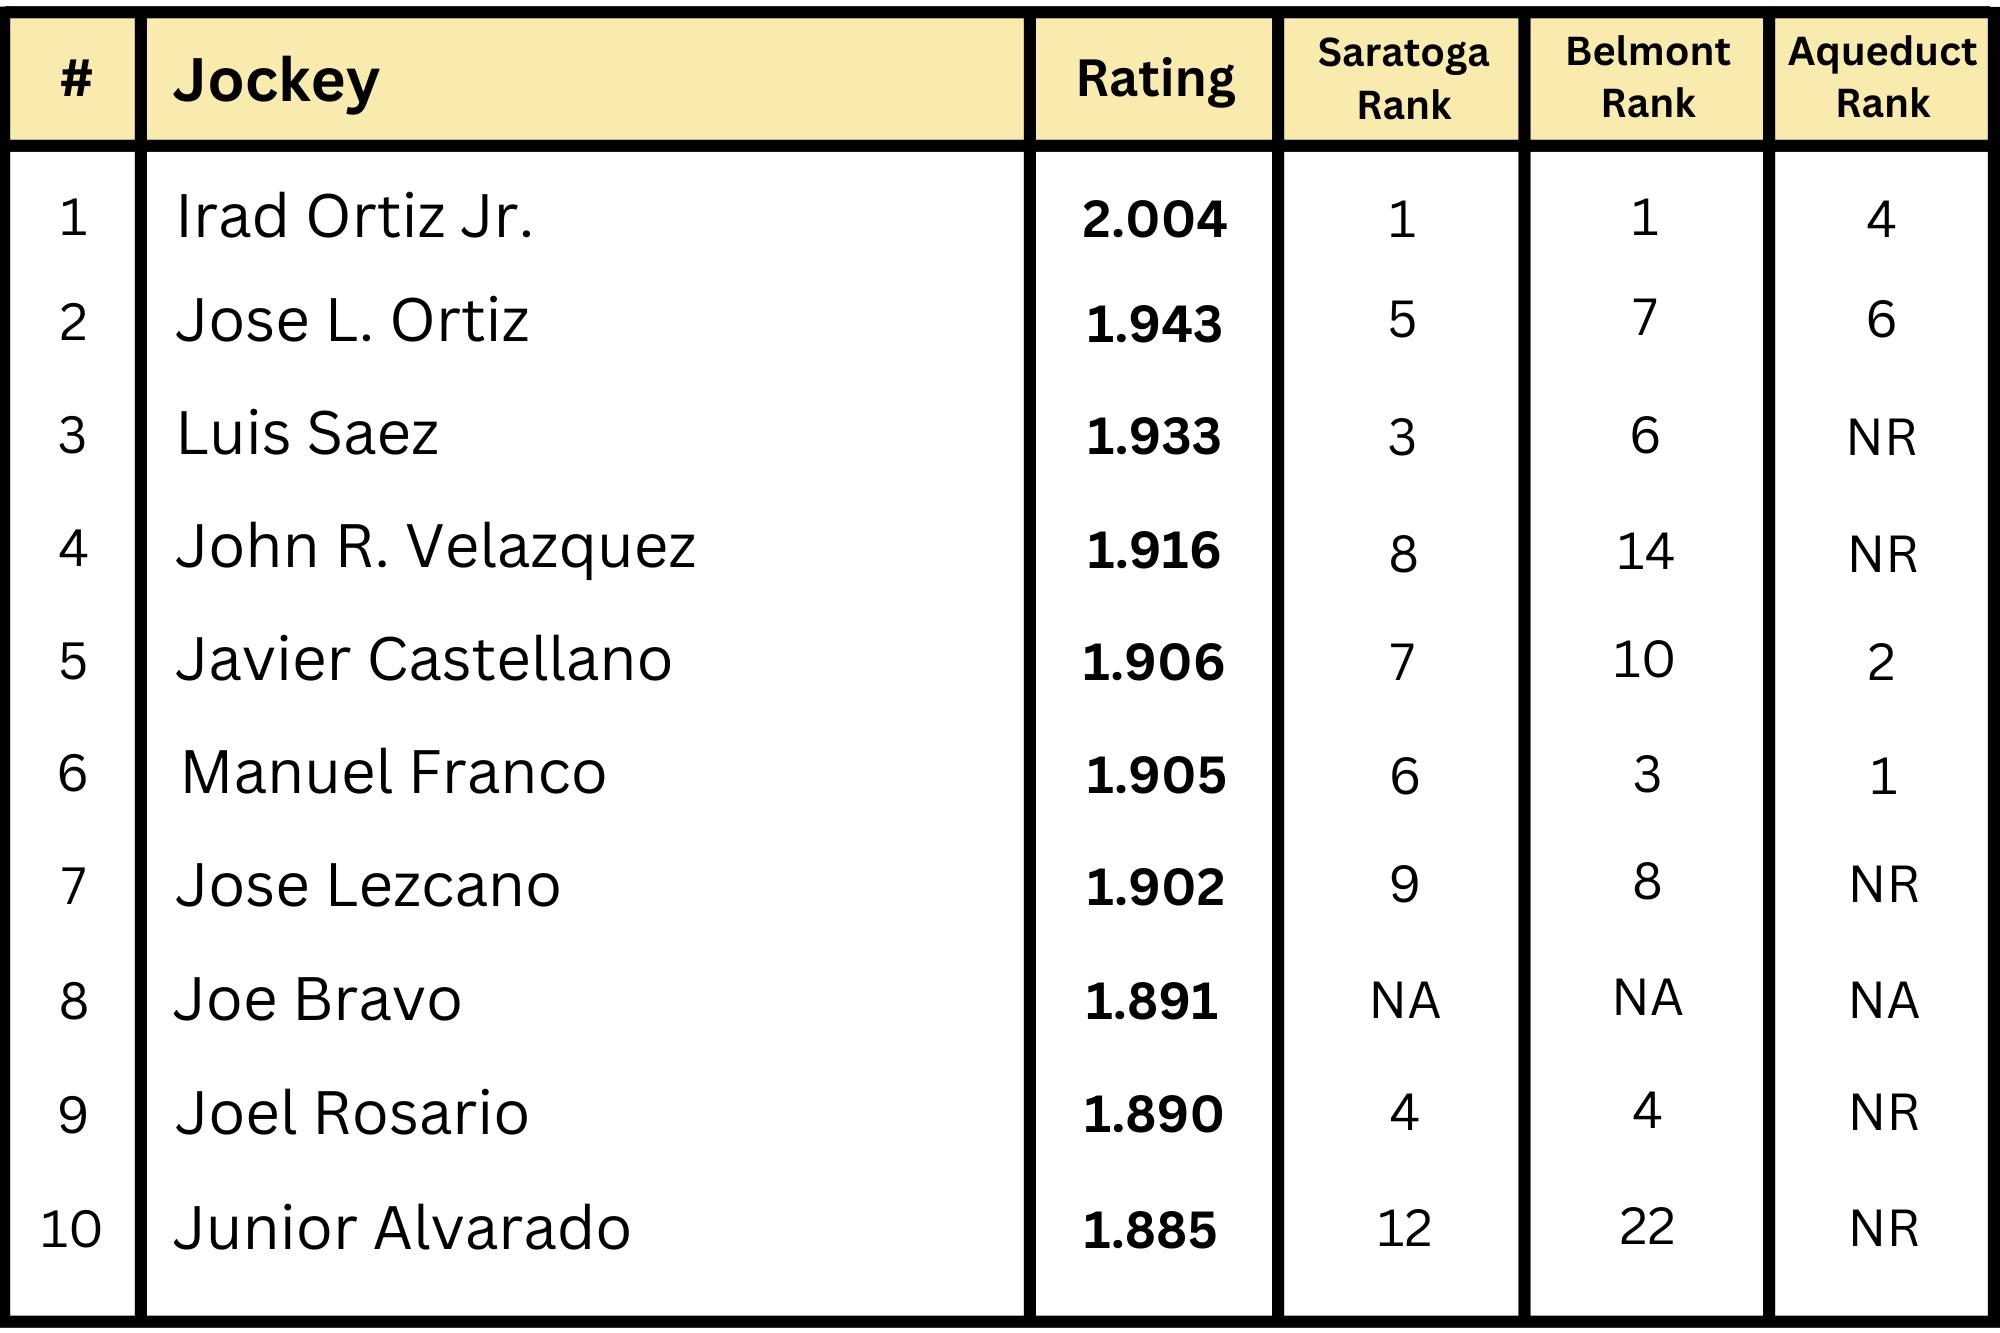 # Jockey Rating Saratoga Rank Belmont Rank Aqueduct Rank
1 Irad Ortiz Jr. 2.004 1 1 4
2 Jose L. Ortiz 1.943 5 7 6
3 Luis Saez 1.933 3 6 NR
4 John R. Velazquez 1.916 8 14 NR
5 Javier Castellano 1.906 7 10 2
6 Manuel Franco 1.905 6 3 1
7 Jose Lezcano 1.902 9 8 NR
8 Joe Bravo 1.891 NA NA NA
9 Joel Rosario 1.890 4 4 NR
10 Junior Alvarado 1.885 12 22 NR